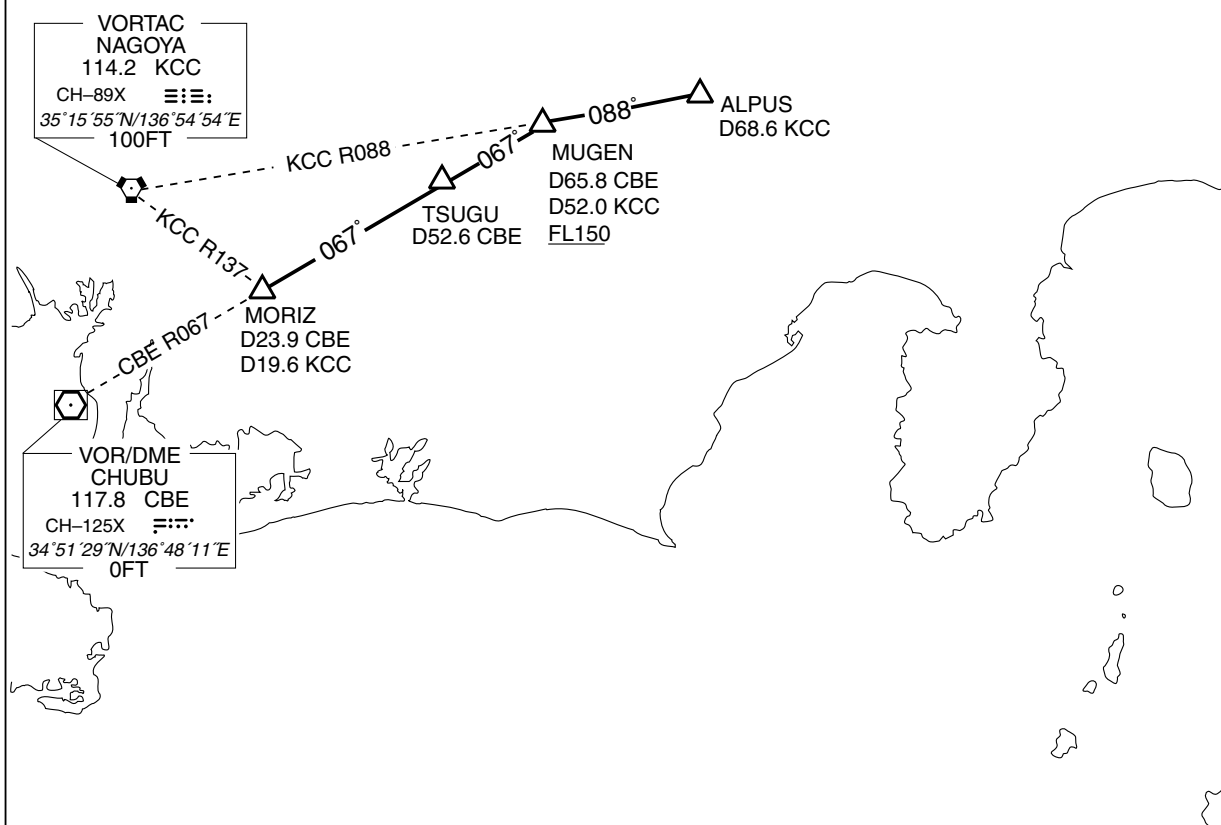 VORTAC
NAGOYA
114.2 KCC
CH–89X
35°15´55˝N/136°54´54˝E
100FT
KCC R088
088°
ALPUS
D68.6 KCC
067°
MUGEN
D65.8 CBE
D52.0 KCC
FL150
TSUGU
D52.6 CBE
067°
KCC R137
MORIZ
D23.9 CBE
D19.6 KCC
CBE R067
VOR/DME
CHUBU
117.8 CBE
CH–125X
34°51´29˝N/136°48´11˝E
0FT